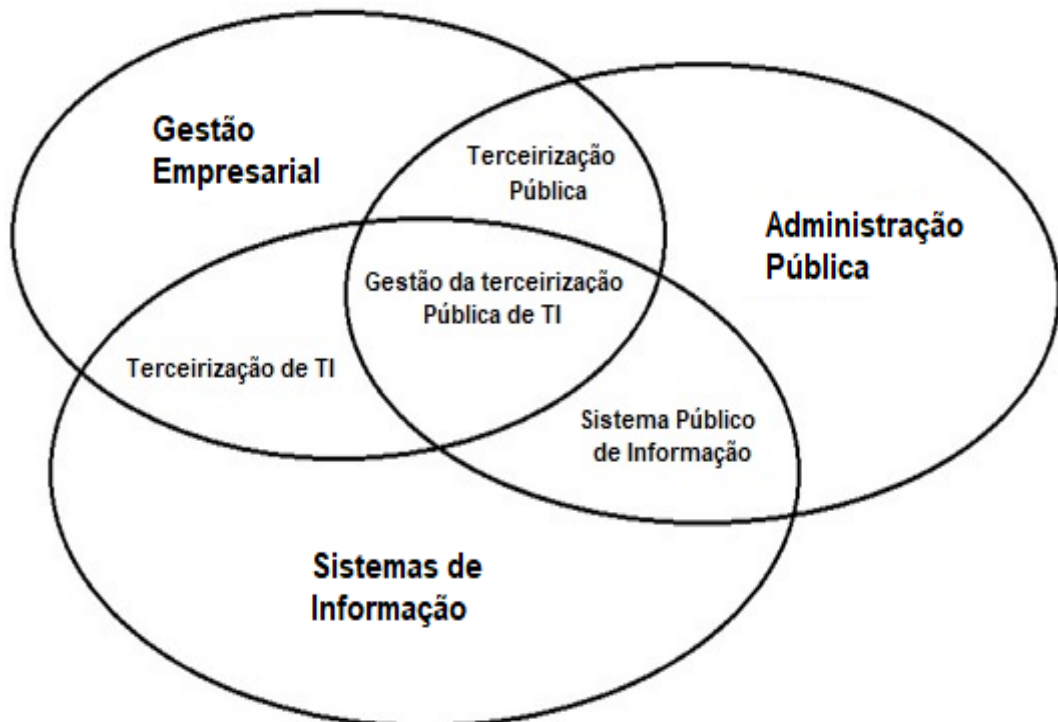 Gestão
Empresarial
Terceirização
Pública
Administração
Pública
Gestão da terceirização
Pública de TI
Terceirização de TI
Sistema Público
de Informação
Sistemas de
Informação